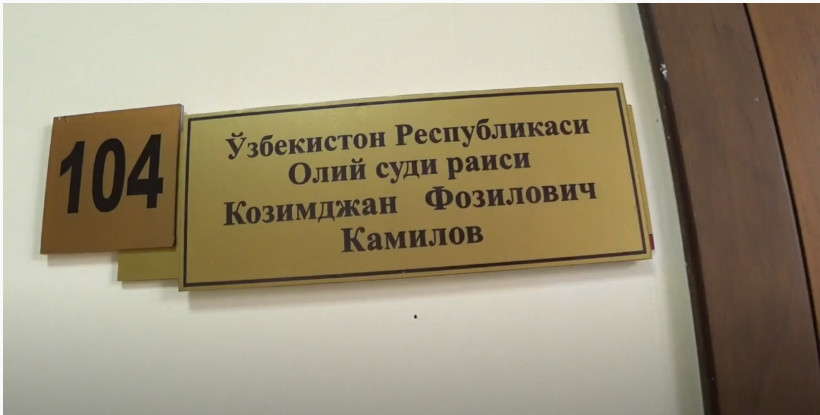 104
Ўзбекистон Республикаси
Олий суди раиси
Козимджан Фозилович
Камилов